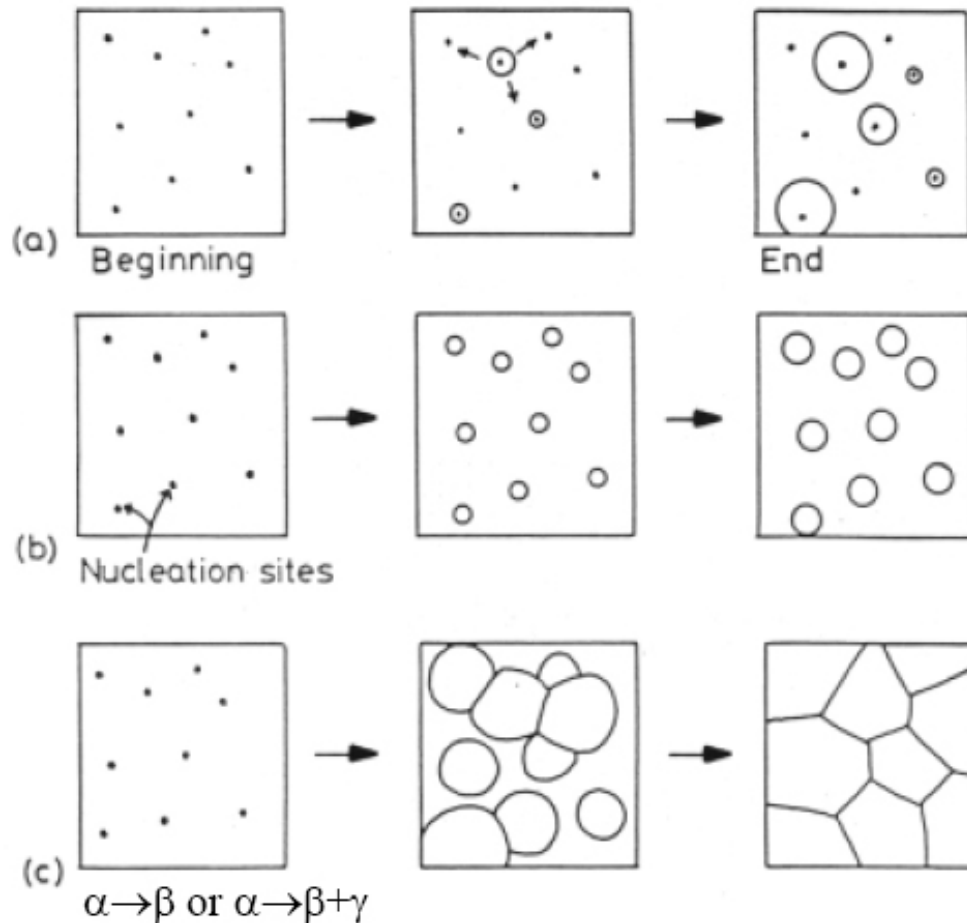 (a)
Beginning
End
(b)
Nucleation sites
(c)
α→β or α→β+γ